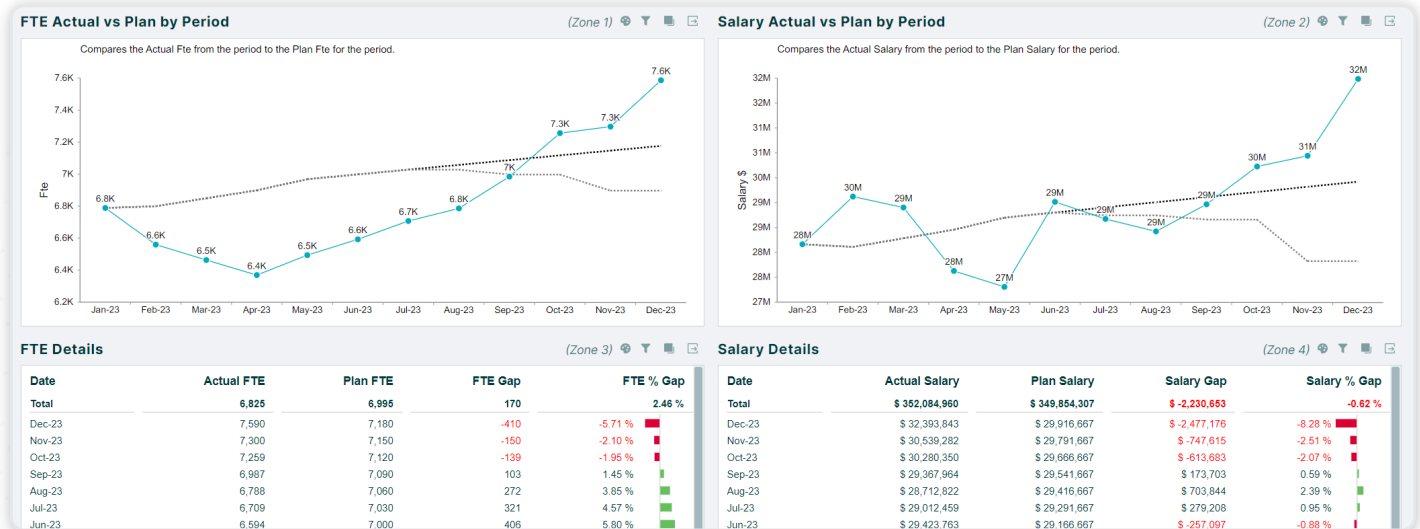 FTE Actual vs Plan by Period (Zone 1)
Compares the Actual Fte from the period to the Plan Fte for the period.
Fte
7.6K
7.4K
7.2K
7K
6.8K
6.6K
6.4K
6.2K
6.8K 6.6K 6.5K 6.4K 6.5K 6.6K 6.7K 6.8K 7K 7.3K 7.3K 7.6K
Jan-23 Feb-23 Mar-23 Apr-23 May-23 Jun-23 Jul-23 Aug-23 Sep-23 Oct-23 Nov-23 Dec-23
Salary Actual vs Plan by Period (Zone 2)
Compares the Actual Salary from the period to the Plan Salary for the period.
Salary $
32M
32M
31M
31M
30M
29M
29M
28M
28M
27M
28M 30M 29M 28M 27M 29M 29M 29M 29M 30M 31M 32M
Jan-23 Feb-23 Mar-23 Apr-23 May-23 Jun-23 Jul-23 Aug-23 Sep-23 Oct-23 Nov-23 Dec-23
FTE Details (Zone 3)
Date Actual FTE Plan FTE FTE Gap FTE % Gap
Total 6,825 6,995 170 2.46 %
Dec-23 7,590 7,180 -410 -5.71 %
Nov-23 7,300 7,150 -150 -2.10 %
Oct-23 7,259 7,120 -139 -1.95 %
Sep-23 6,987 7,090 103 1.45 %
Aug-23 6,788 7,060 272 3.85 %
Jul-23 6,709 7,030 321 4.57 %
Jun-23 6,594 7,000 406 5.80 %
Salary Details (Zone 4)
Date Actual Salary Plan Salary Salary Gap Salary % Gap
Total $ 352,084,960 $ 349,854,307 $ -2,230,653 -0.62 %
Dec-23 $ 32,393,843 $ 29,916,667 $ -2,477,176 -8.28 %
Nov-23 $ 30,539,282 $ 29,791,667 $ -747,615 -2.51 %
Oct-23 $ 30,280,350 $ 29,666,667 $ -613,683 -2.07 %
Sep-23 $ 29,367,964 $ 29,541,667 $ 173,703 0.59 %
Aug-23 $ 28,712,822 $ 29,416,667 $ 703,844 2.39 %
Jul-23 $ 29,012,459 $ 29,291,667 $ 279,208 0.95 %
Jun-23 $ 29,423,763 $ 29,166,667 $ -257,097 -0.88 %